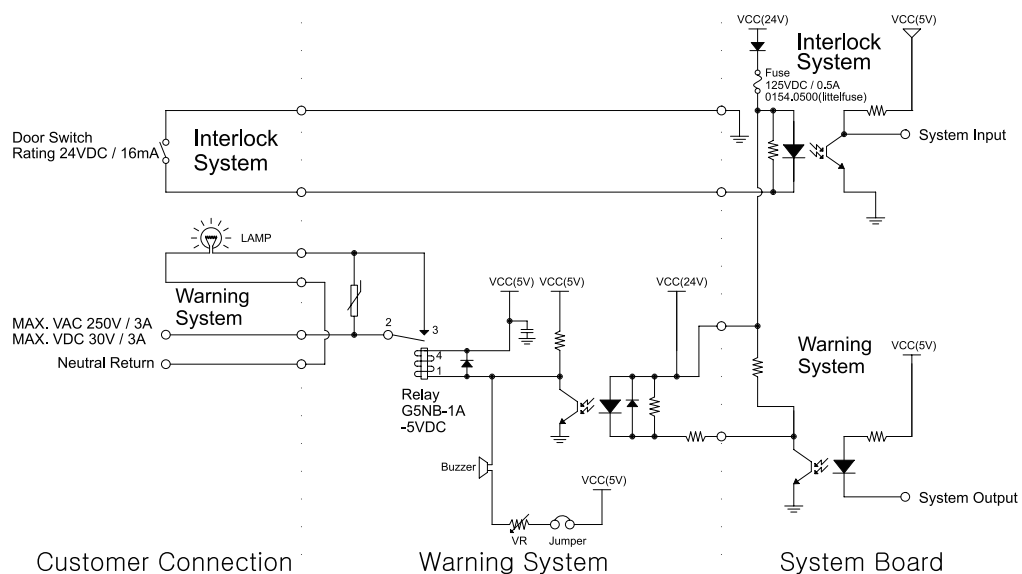 VCC(24V)
VCC(5V)
Interlock
System
Fuse
125VDC / 0.5A
0154.0500(littelfuse)
Door Switch
Rating 24VDC / 16mA
Interlock
System
System Input
LAMP
Warning
System
MAX. VAC 250V / 3A
MAX. VDC 30V / 3A
Neutral Return
2
3
4
1
VCC(5V)
VCC(5V)
VCC(24V)
Relay
G5NB-1A
-5VDC
Warning
System
VCC(5V)
Buzzer
VCC(5V)
VR
Jumper
System Output
Customer Connection
Warning System
System Board